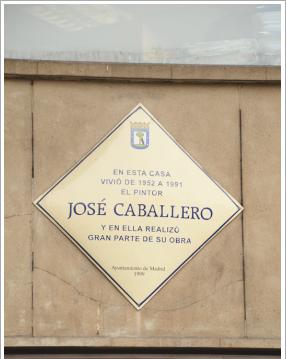 EN ESTA CASA
VIVIÓ DE 1952 A 1991
EL PINTOR
JOSÉ CABALLERO
Y EN ELLA REALIZÓ
GRAN PARTE DE SU OBRA
Ayuntamiento de Madrid
1999